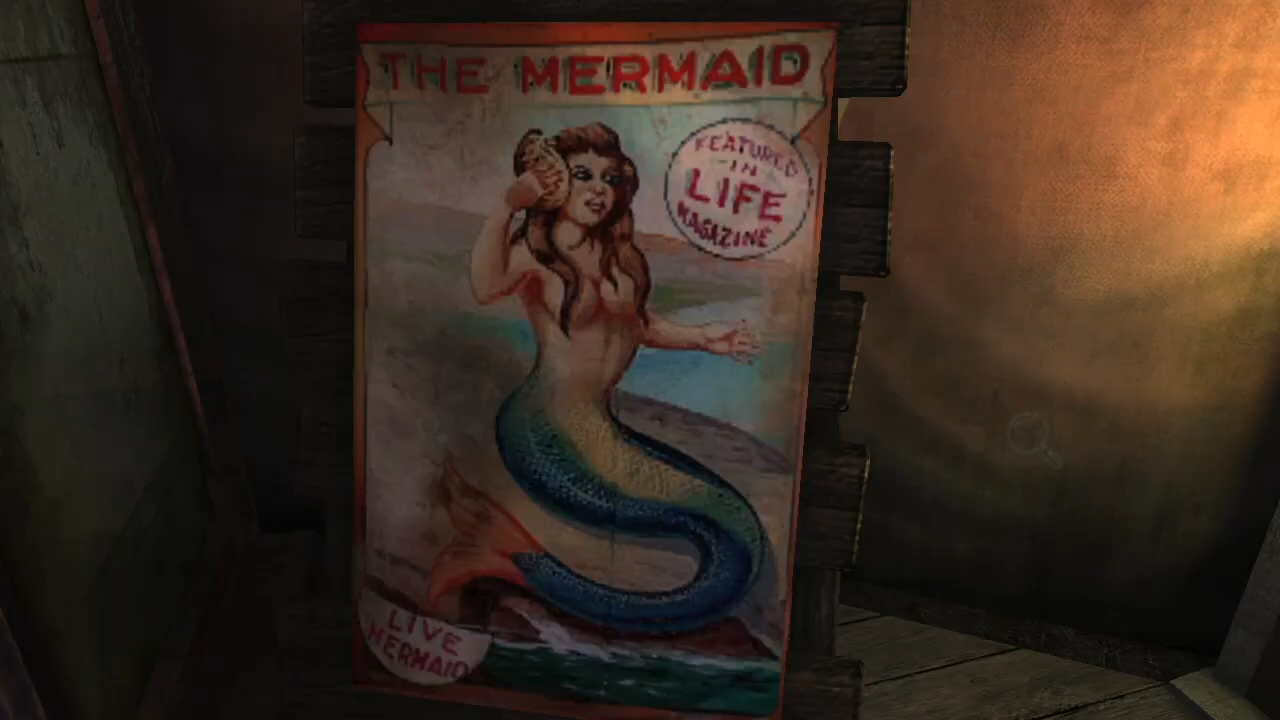 THE MERMAID
FEATURED
IN
LIFE
MAGAZINE
LIVE
MERMAID